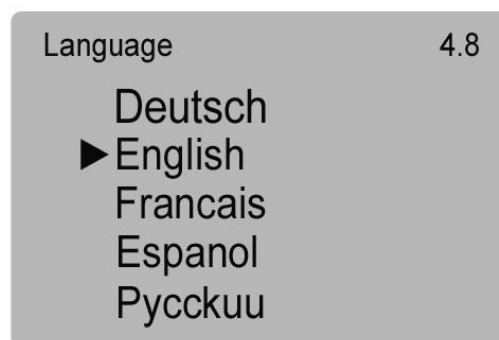 Language 4.8
Deutsch
▶English
Francais
Espanol
Pycckuu